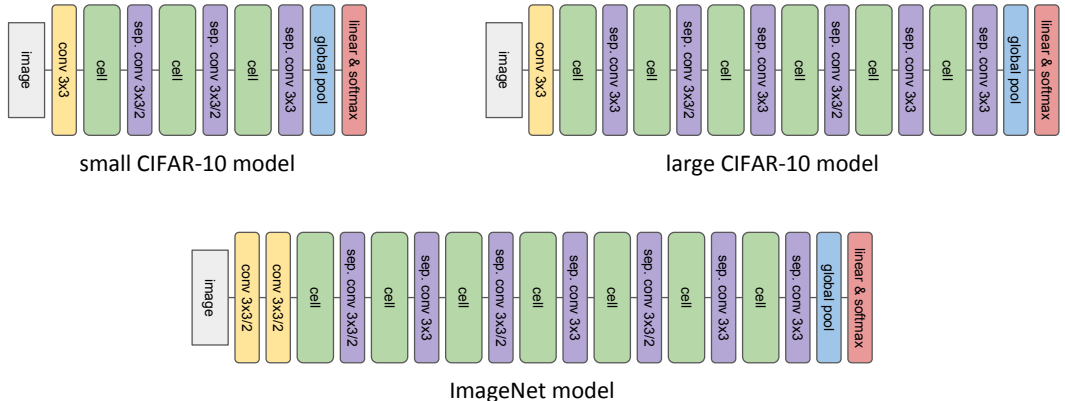 image
conv 3x3
cell
sep. conv 3x3/2
cell
sep. conv 3x3/2
cell
sep. conv 3x3
global pool
linear & softmax
small CIFAR-10 model
image
conv 3x3
cell
sep. conv 3x3
cell
sep. conv 3x3/2
cell
sep. conv 3x3
cell
sep. conv 3x3/2
cell
sep. conv 3x3
cell
sep. conv 3x3
global pool
linear & softmax
large CIFAR-10 model
image
conv 3x3/2
conv 3x3/2
cell
sep. conv 3x3/2
cell
sep. conv 3x3
cell
sep. conv 3x3/2
cell
sep. conv 3x3
cell
sep. conv 3x3/2
cell
sep. conv 3x3
cell
sep. conv 3x3
global pool
linear & softmax
ImageNet model